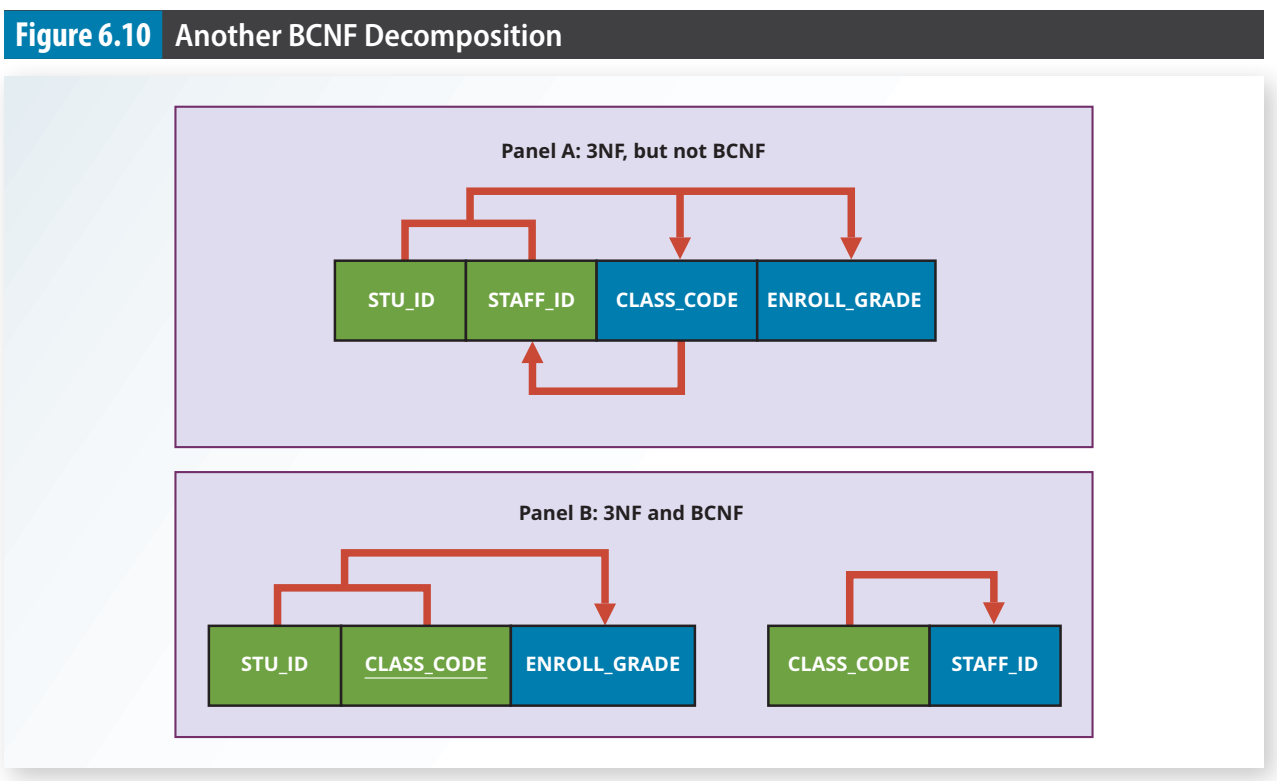 Figure 6.10 Another BCNF Decomposition
Panel A: 3NF, but not BCNF
STU_ID STAFF_ID CLASS_CODE ENROLL_GRADE
Panel B: 3NF and BCNF
STU_ID CLASS_CODE ENROLL_GRADE CLASS_CODE STAFF_ID